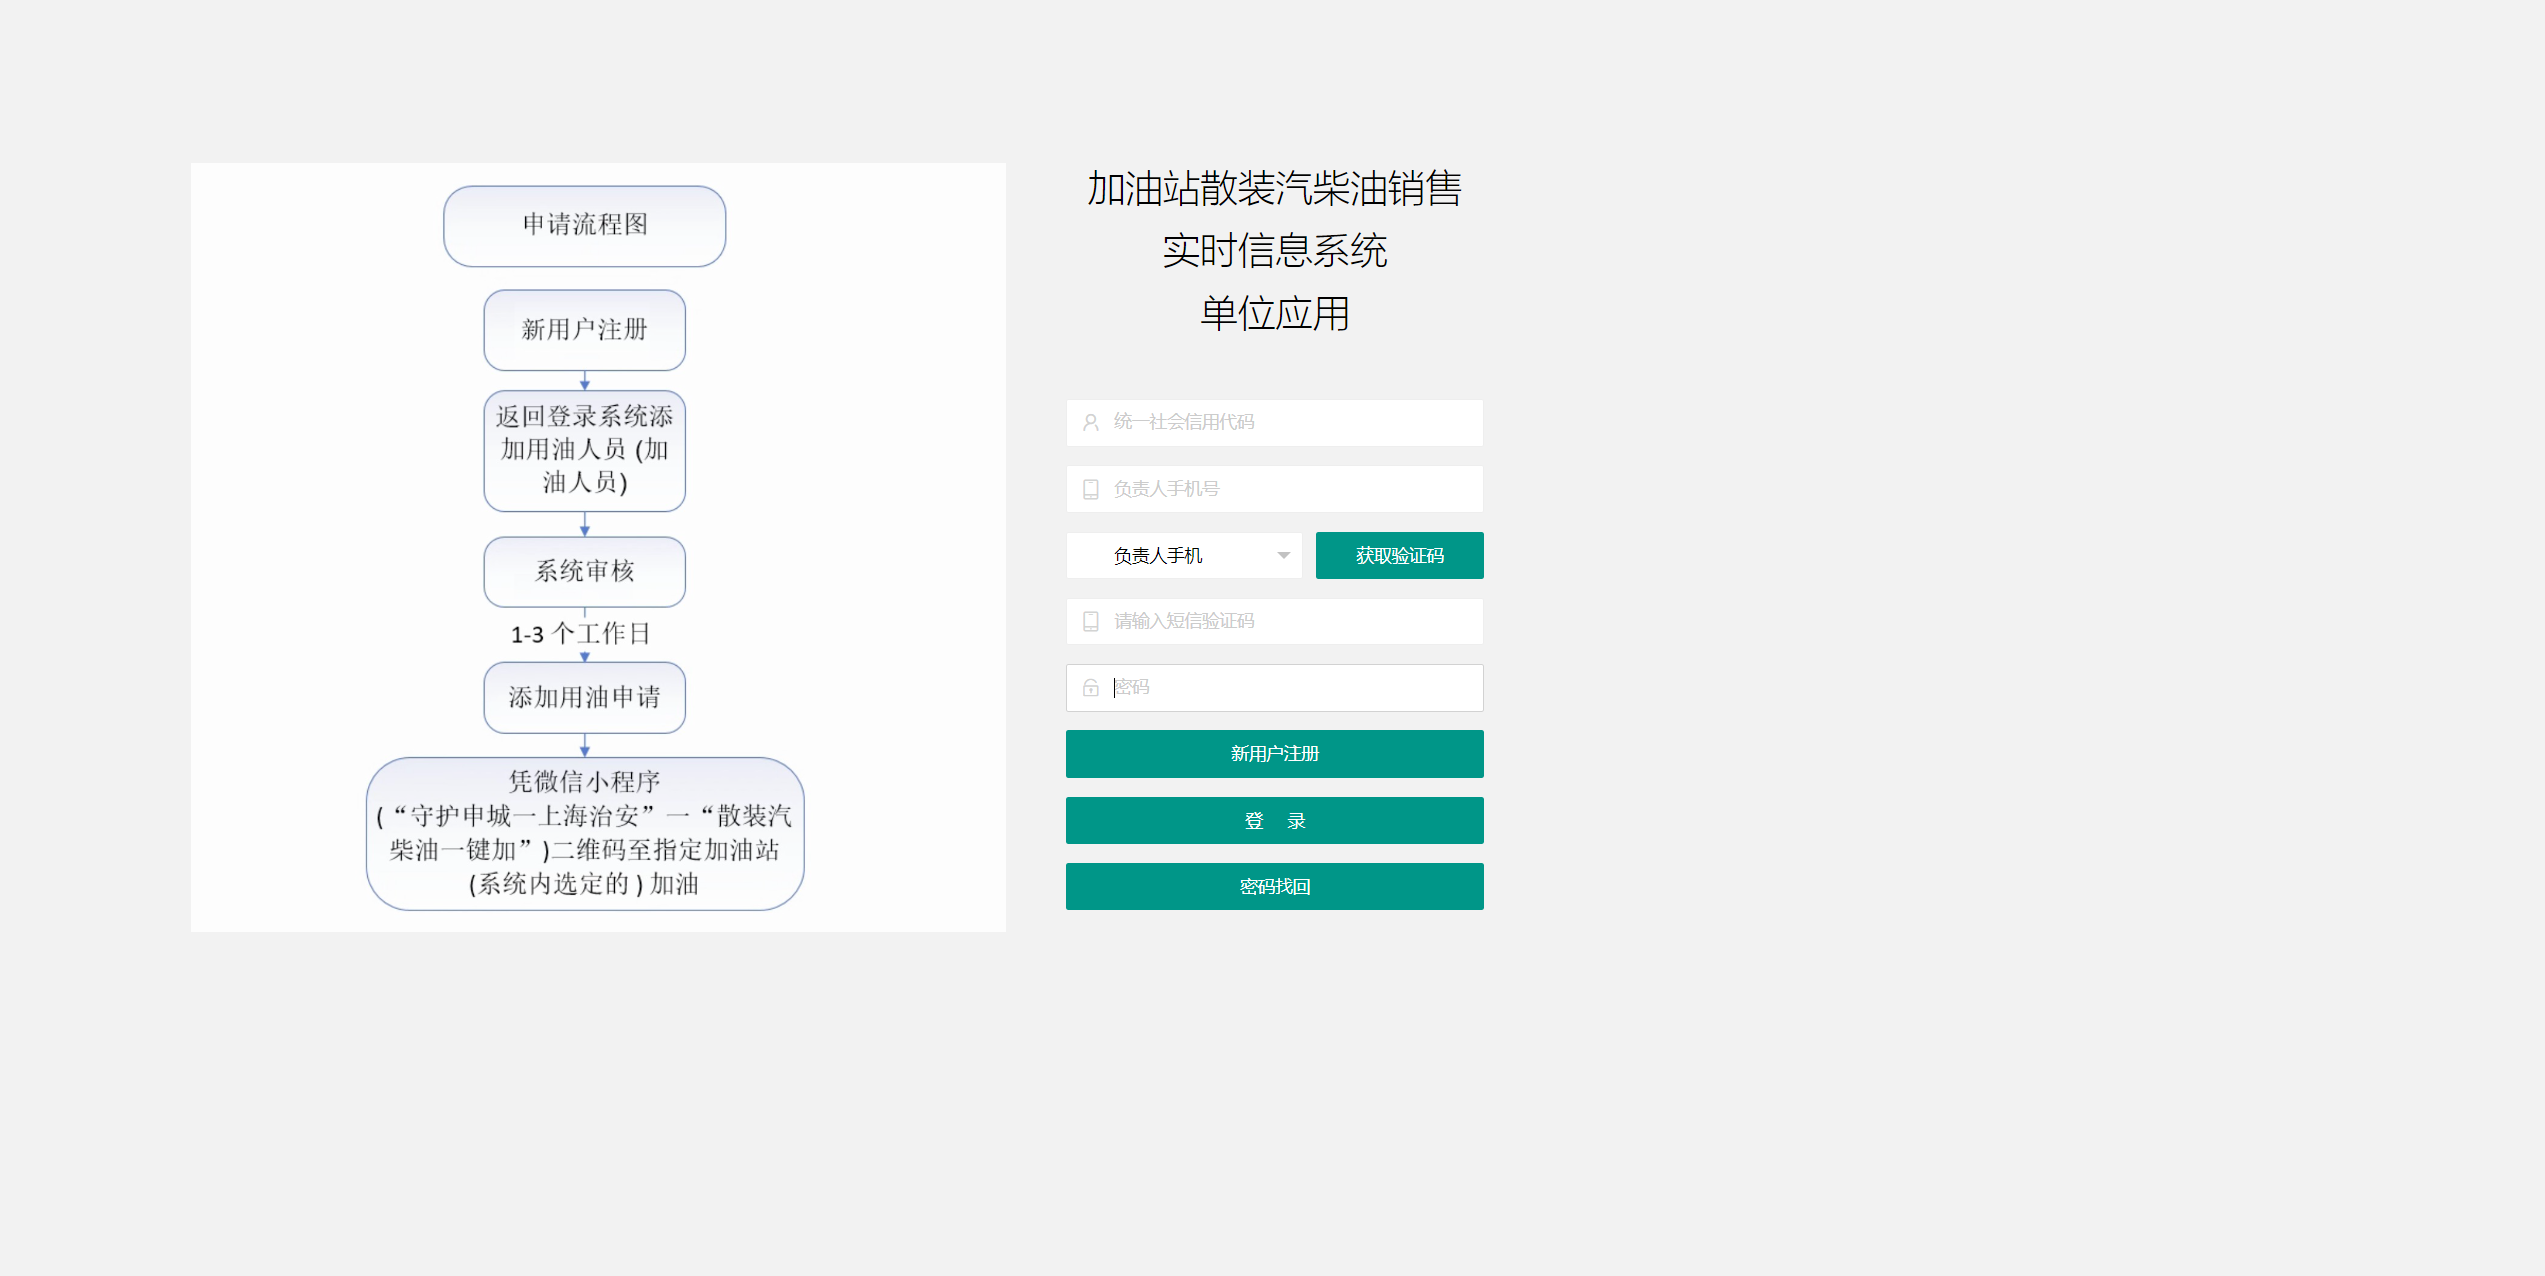 申请流程图
新用户注册
返回登录系统添
加用油人员 (加
油人员)
系统审核
1-3 个工作日
添加用油申请
凭微信小程序
(“守护申城一上海治安”一“散装汽
柴油一键加”)二维码至指定加油站
(系统内选定的 ) 加油
加油站散装汽柴油销售
实时信息系统
单位应用
统一社会信用代码
负责人手机号
负责人手机
获取验证码
请输入短信验证码
密码
新用户注册
登 录
密码找回